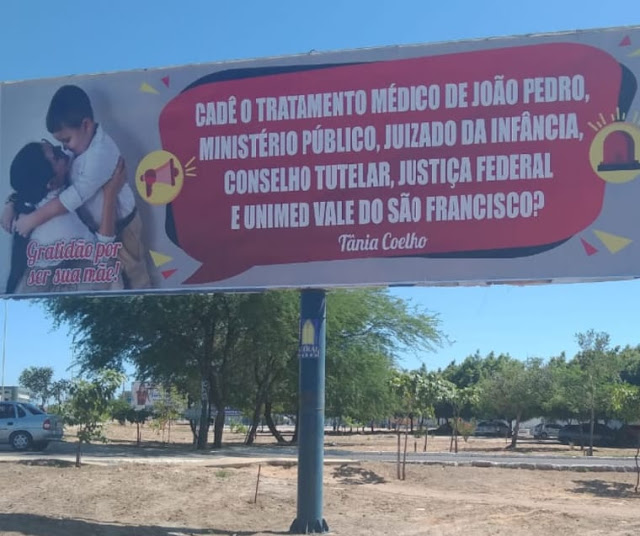 CADÊ O TRATAMENTO MÉDICO DE JOÃO PEDRO,
MINISTÉRIO PÚBLICO, JUIZADO DA INFÂNCIA,
CONSELHO TUTELAR, JUSTIÇA FEDERAL
E UNIMED VALE DO SÃO FRANCISCO?
Tânia Coelho
Gratidão por
ser sua mãe!